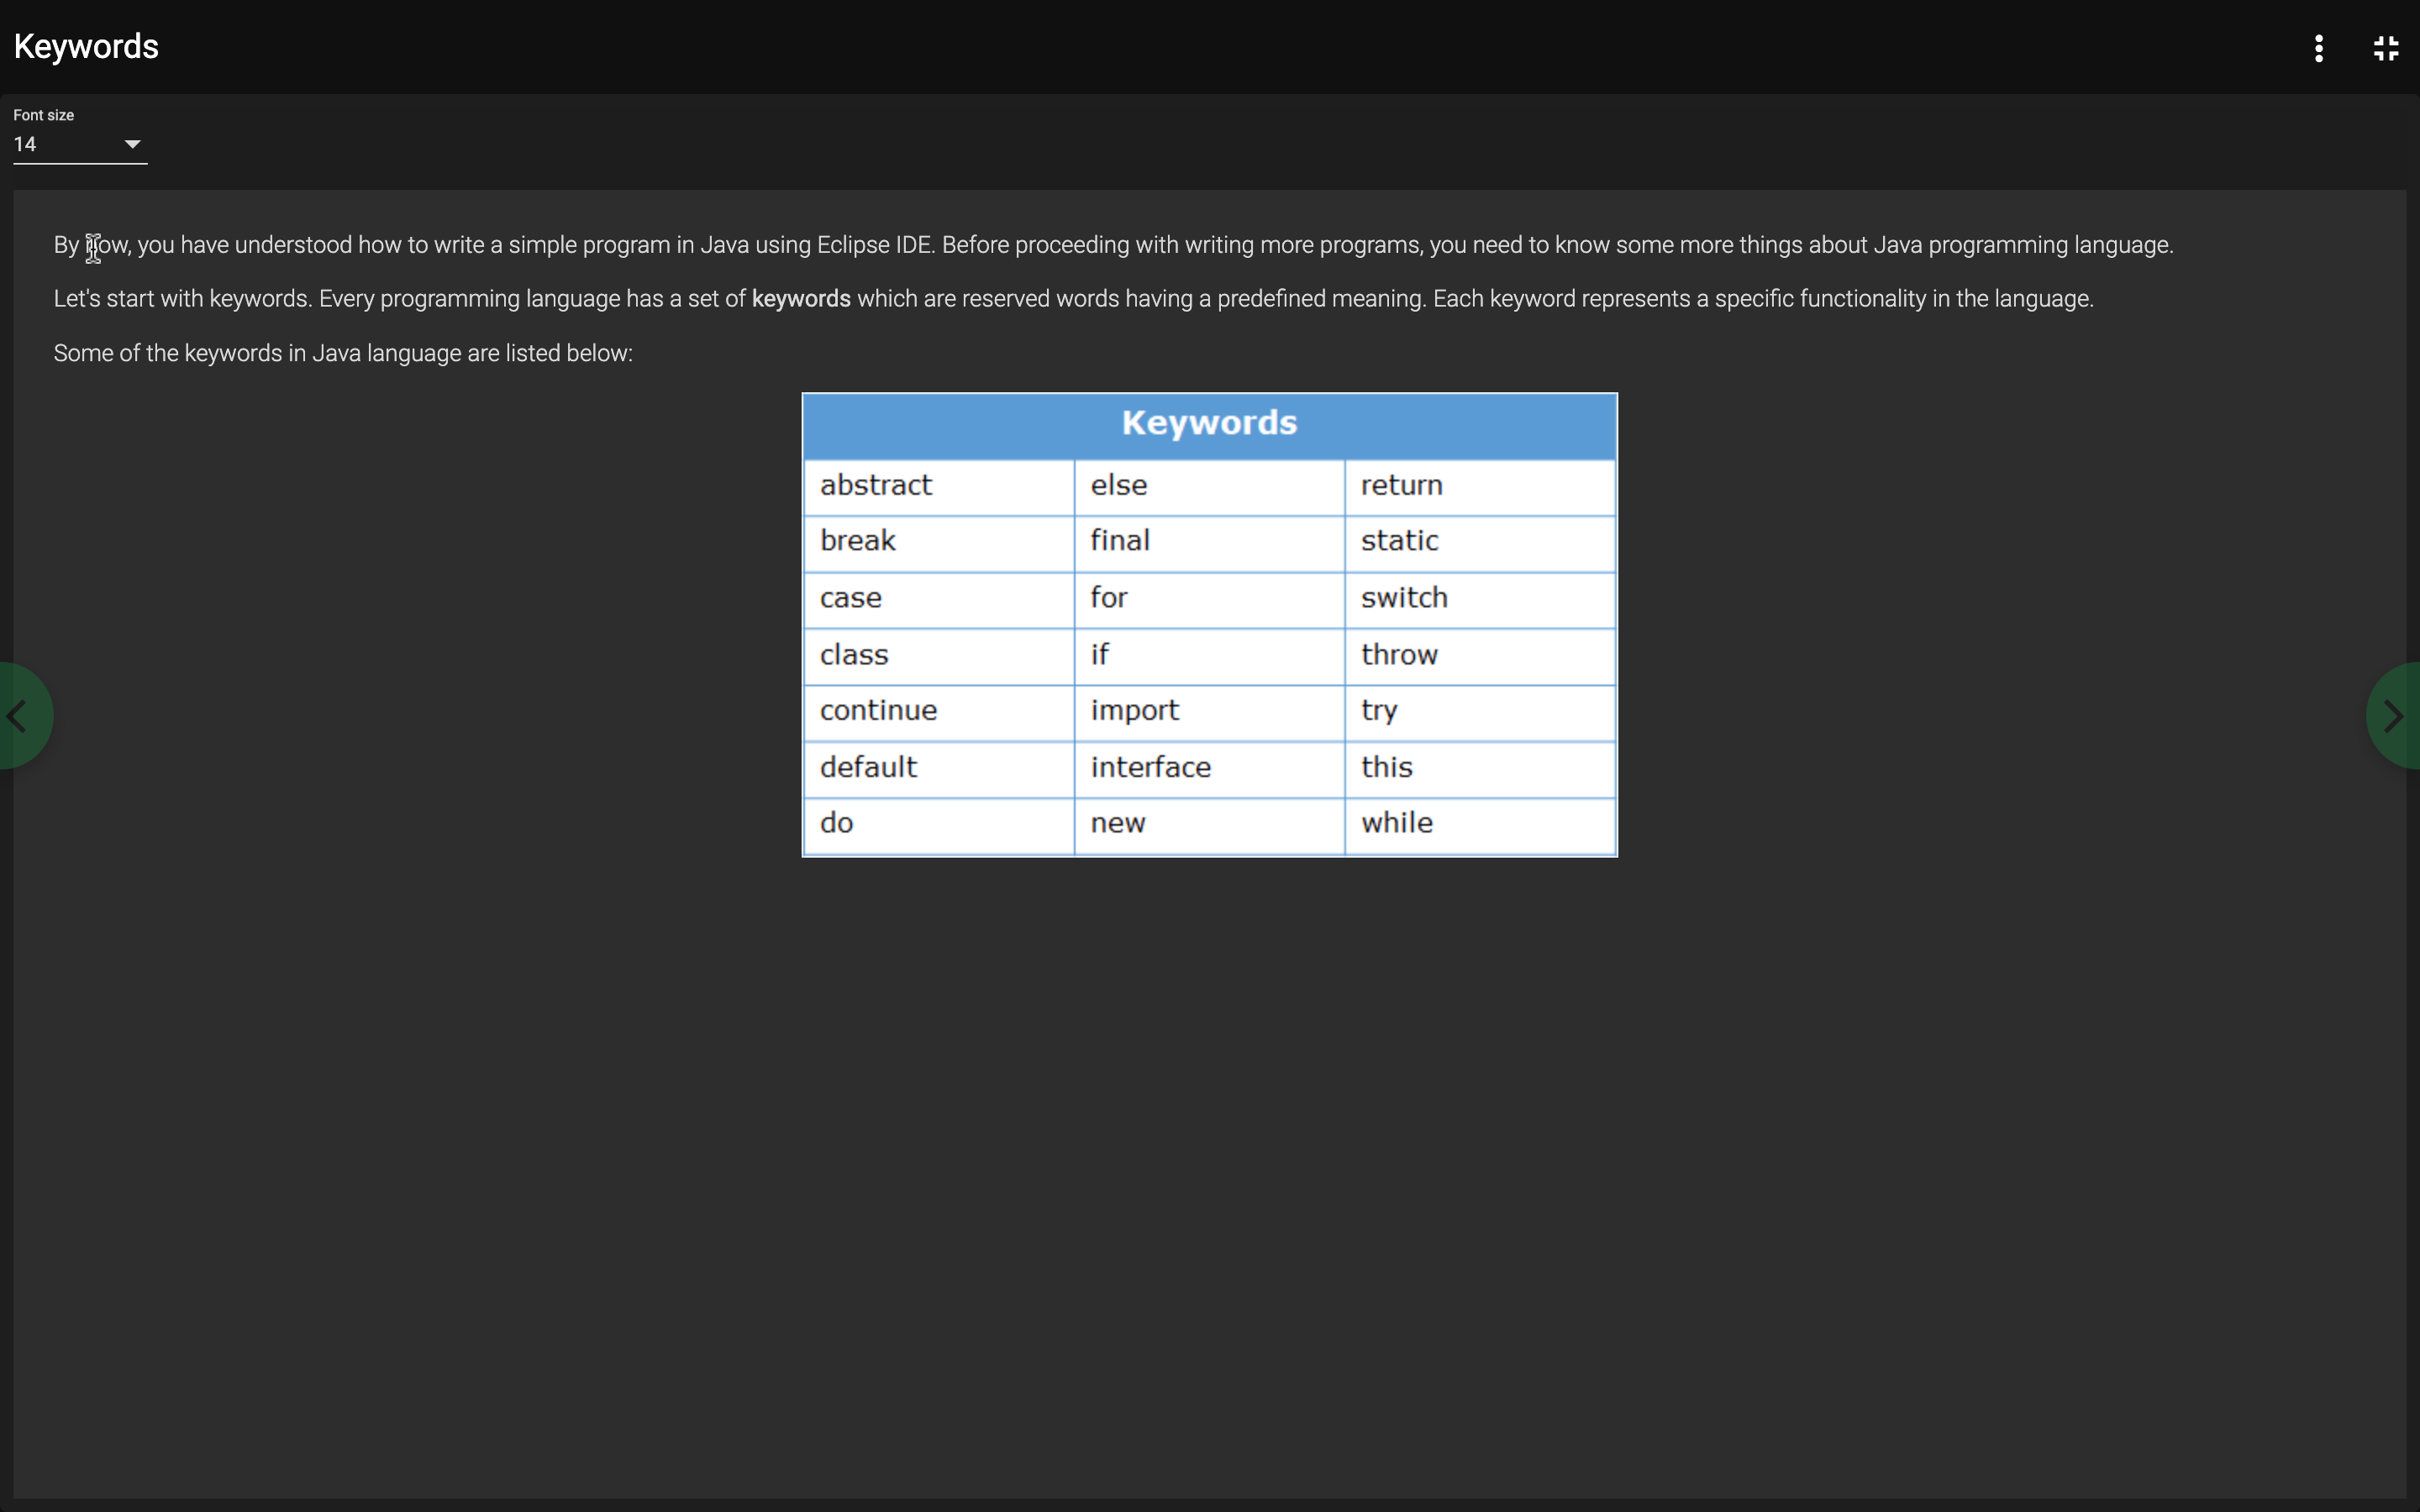 Keywords
Font size
14
By now, you have understood how to write a simple program in Java using Eclipse IDE. Before proceeding with writing more programs, you need to know some more things about Java programming language.
Let's start with keywords. Every programming language has a set of keywords which are reserved words having a predefined meaning. Each keyword represents a specific functionality in the language.
Some of the keywords in Java language are listed below:
Keywords
abstract else return
break final static
case for switch
class if throw
continue import try
default interface this
do new while